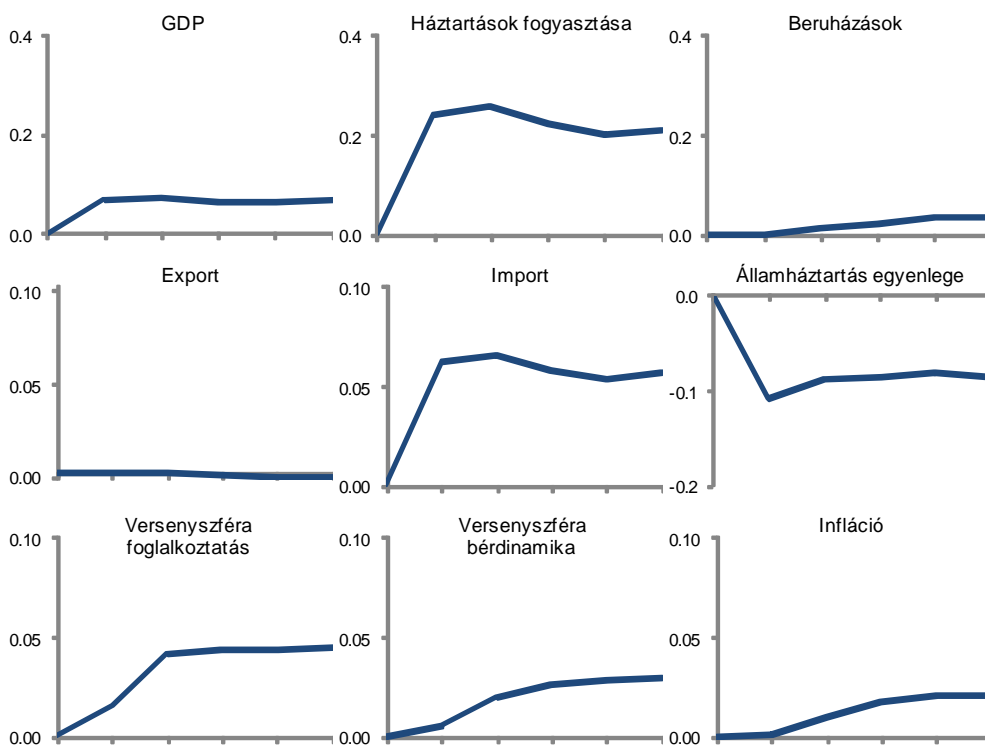 GDP
0.4
0.2
0.0
Háztartások fogyasztása
0.4
0.2
0.0
Beruházások
0.4
0.2
0.0
Export
0.10
0.05
0.00
Import
0.10
0.05
0.00
Államháztartás egyenlege
0.0
-0.1
-0.2
Versenyszféra
foglalkoztatás
0.10
0.05
0.00
Versenyszféra
bérdinamika
0.10
0.05
0.00
Infláció
0.10
0.05
0.00